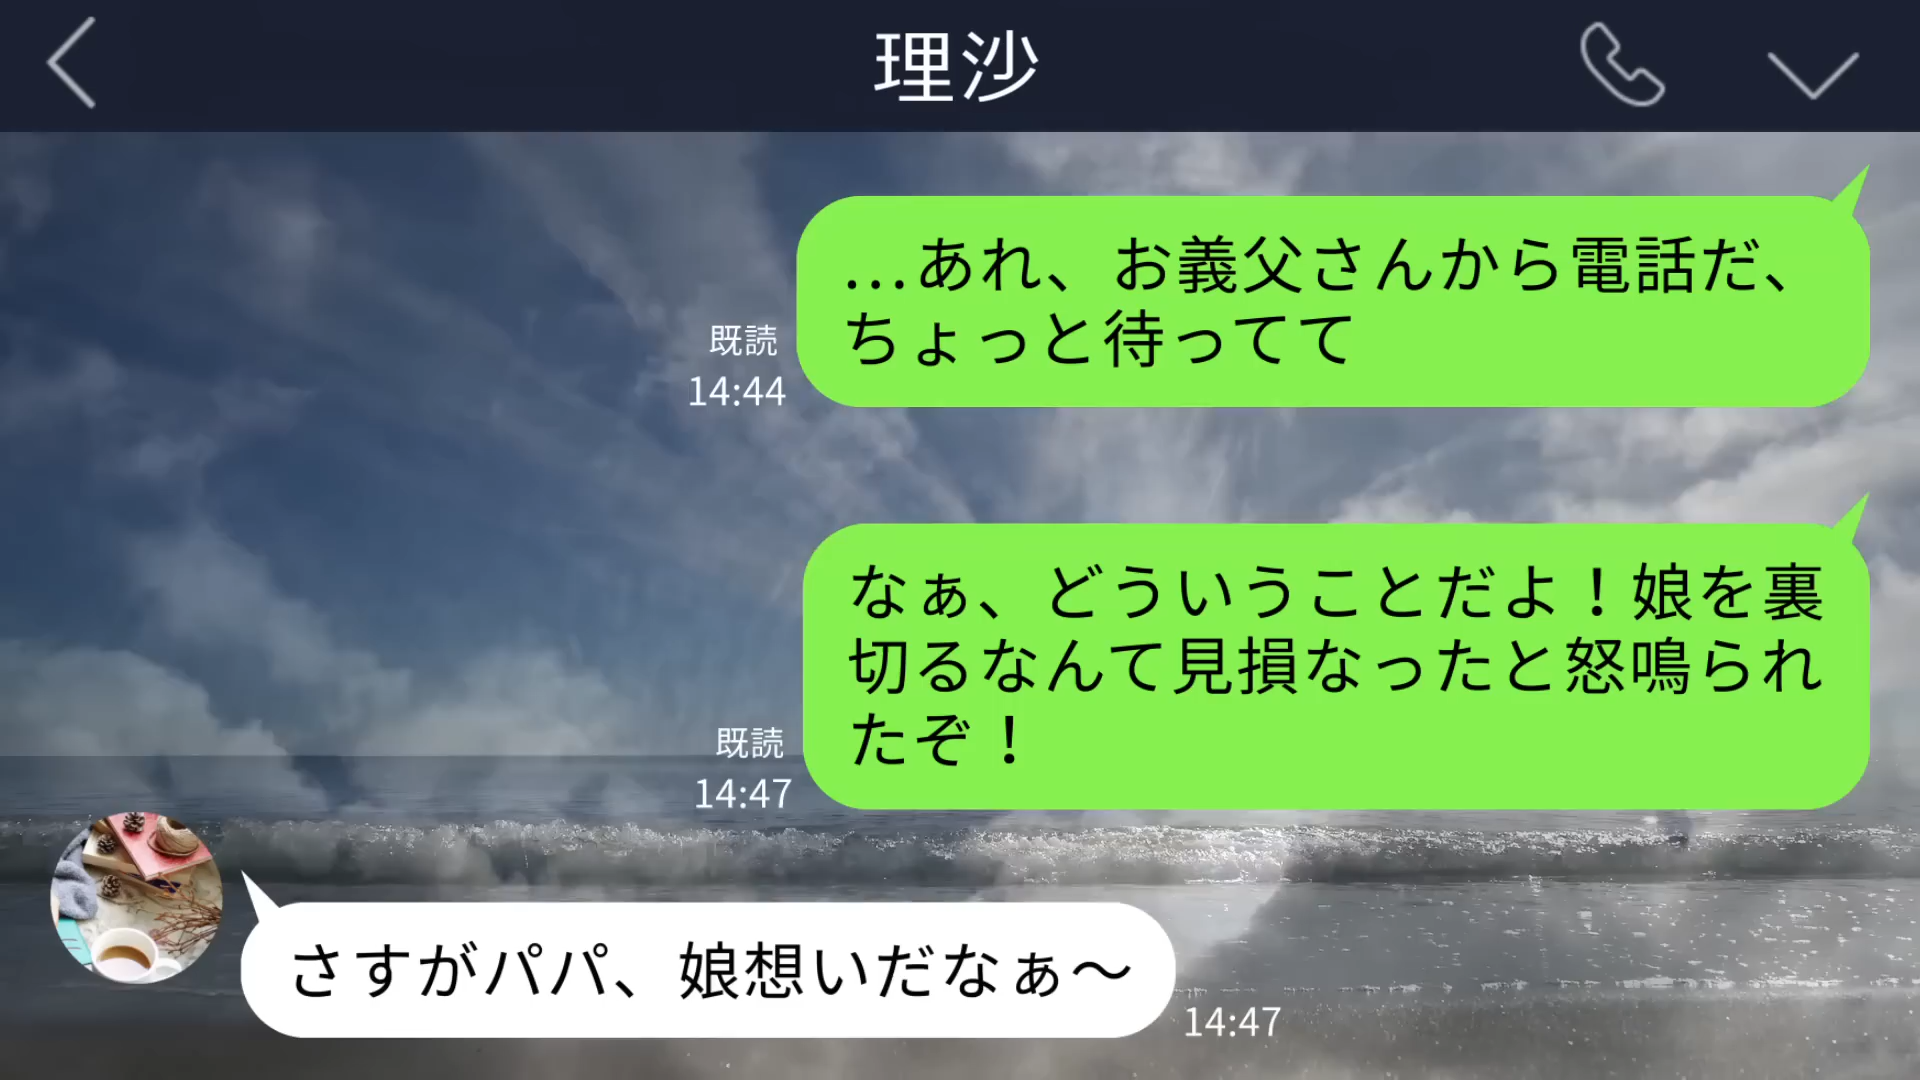 理沙
…あれ、お義父さんから電話だ、
ちょっと待ってて
既読
14:44
なぁ、どういうことだよ！娘を裏
切るなんて見損なったと怒鳴られ
たぞ！
既読
14:47
さすがパパ、娘想いだなぁ〜
14:47